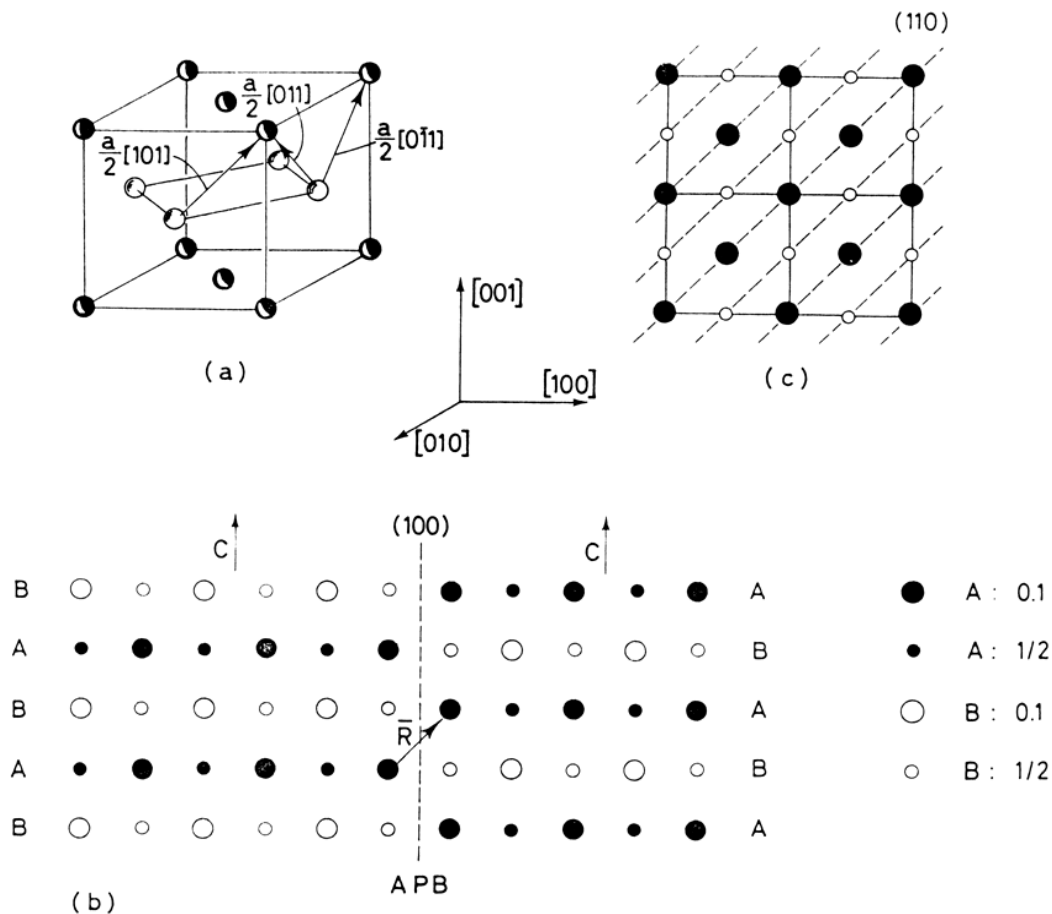 (110)
a/2 [011]
a/2 [101]
a/2 [01̄1]
(a)
(c)
[001]
[100]
[010]
(100)
C
C
B A
A B
B A
R̄
A B
B A
A P B
(b)
A : 0.1
A : 1/2
B : 0.1
B : 1/2